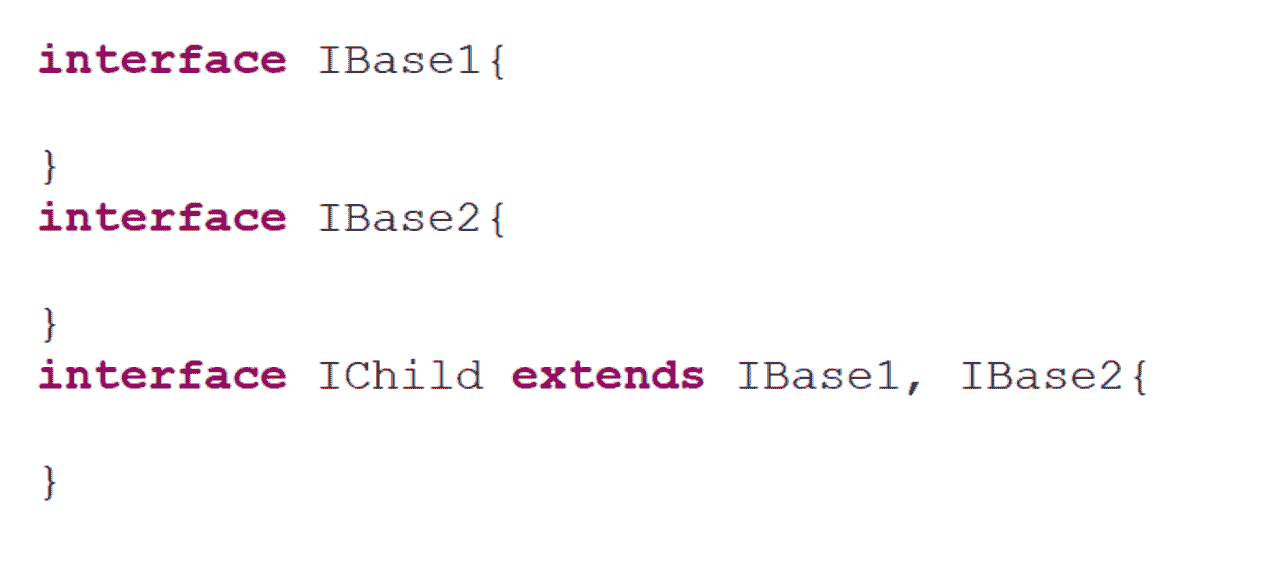 interface IBase1{
}
interface IBase2{
}
interface IChild extends IBase1, IBase2{
}